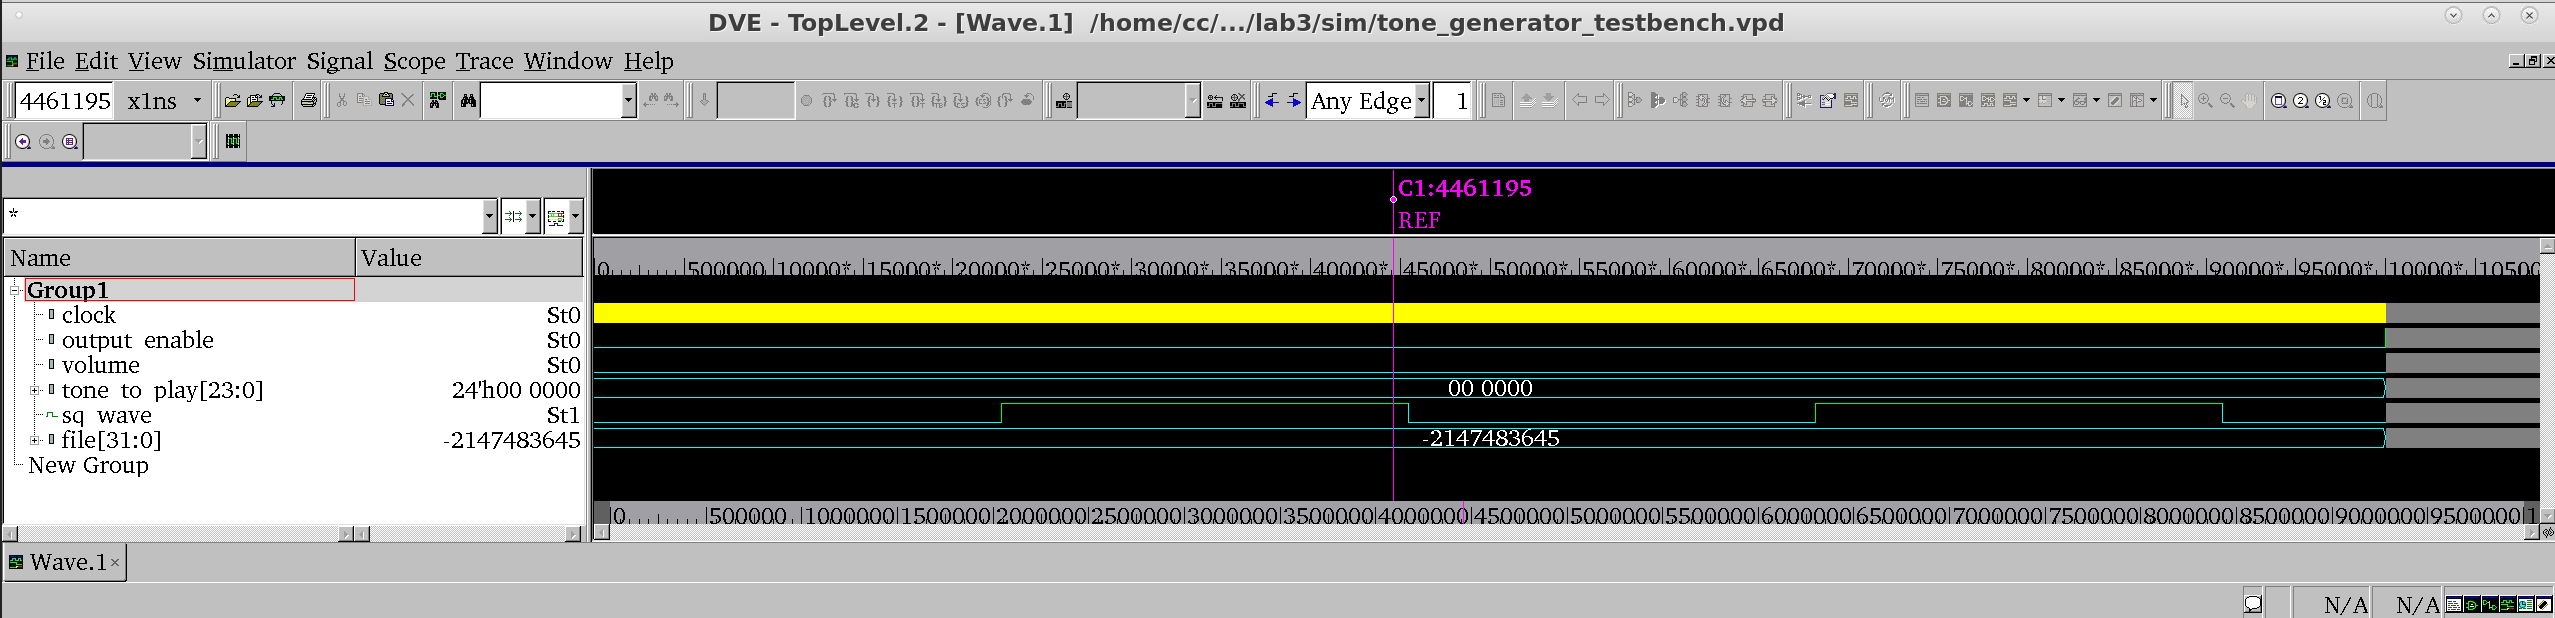 DVE - TopLevel.2 - [Wave.1]  /home/cc/.../lab3/sim/tone_generator_testbench.vpd
File Edit View Simulator Signal Scope Trace Window Help
4461195 x1ns Any Edge 1
C1:4461195
REF
*
Name Value
0 500000 10000* 15000* 20000* 25000* 30000* 35000* 40000* 45000* 50000* 55000* 60000* 65000* 70000* 75000* 80000* 85000* 90000* 95000* 10000* 10500
Group1
clock St0
output enable St0
volume St0
tone to play[23:0] 24'h00 0000 00 0000
sq wave St1
file[31:0] -2147483645 -2147483645
New Group
0 500000 1000000 1500000 2000000 2500000 3000000 3500000 4000000 4500000 5000000 5500000 6000000 6500000 7000000 7500000 8000000 8500000 9000000 9500000 1
Wave.1
N/A N/A